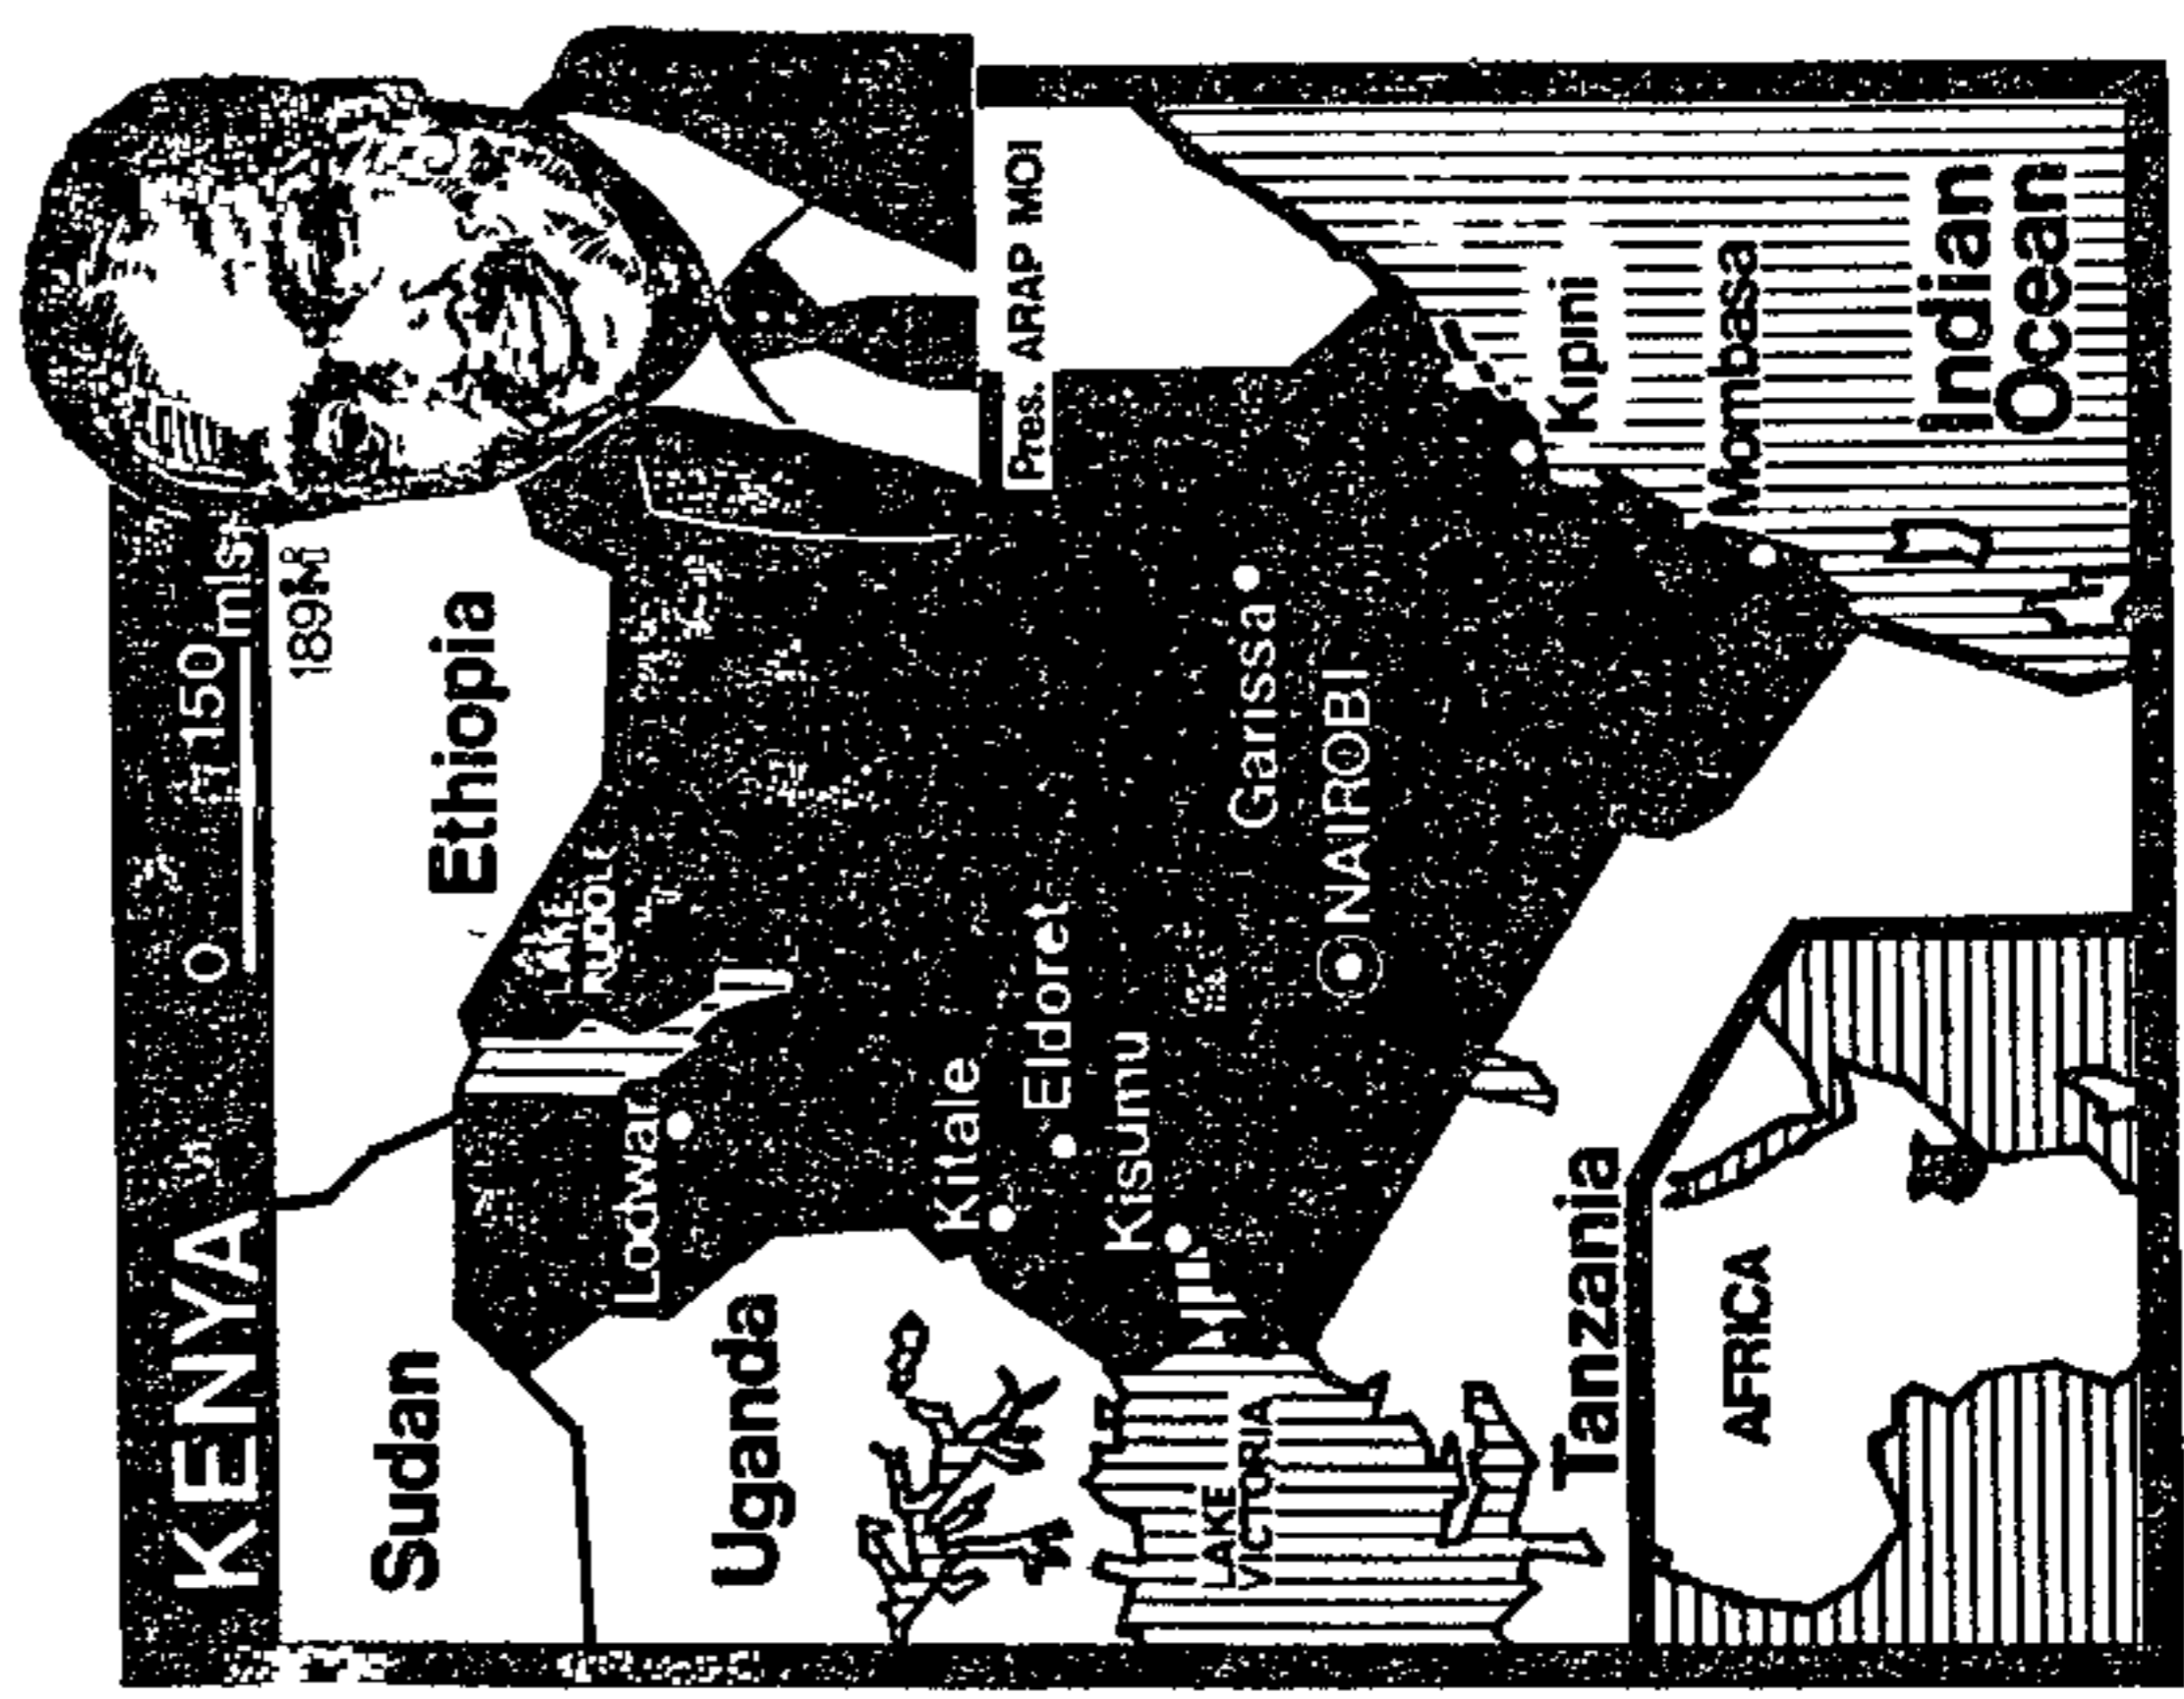 KENYA
0 150 mls
Sudan
Ethiopia
LAKE
Lodwar
Uganda
Kitale
Eldoret
Kisumu
Garissa
NAIROBI
LAKE
VICTORIA
Pres. ARAP MOI
Kipini
Mombasa
Tanzania
AFRICA
Indian
Ocean